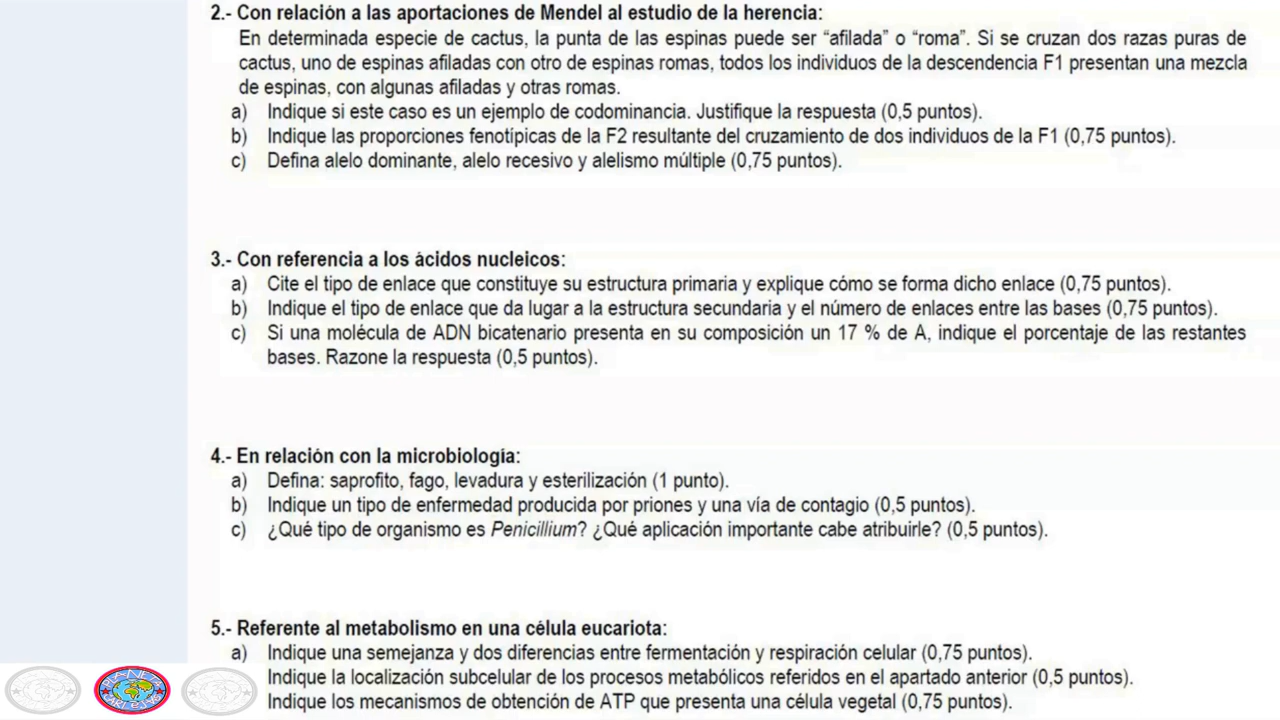 2.- Con relación a las aportaciones de Mendel al estudio de la herencia:
En determinada especie de cactus, la punta de las espinas puede ser “afilada” o “roma”. Si se cruzan dos razas puras de
cactus, uno de espinas afiladas con otro de espinas romas, todos los individuos de la descendencia F1 presentan una mezcla
de espinas, con algunas afiladas y otras romas.
a) Indique si este caso es un ejemplo de codominancia. Justifique la respuesta (0,5 puntos).
b) Indique las proporciones fenotípicas de la F2 resultante del cruzamiento de dos individuos de la F1 (0,75 puntos).
c) Defina alelo dominante, alelo recesivo y alelismo múltiple (0,75 puntos).
3.- Con referencia a los ácidos nucleicos:
a) Cite el tipo de enlace que constituye su estructura primaria y explique cómo se forma dicho enlace (0,75 puntos).
b) Indique el tipo de enlace que da lugar a la estructura secundaria y el número de enlaces entre las bases (0,75 puntos).
c) Si una molécula de ADN bicatenario presenta en su composición un 17 % de A, indique el porcentaje de las restantes
bases. Razone la respuesta (0,5 puntos).
4.- En relación con la microbiología:
a) Defina: saprofito, fago, levadura y esterilización (1 punto).
b) Indique un tipo de enfermedad producida por priones y una vía de contagio (0,5 puntos).
c) ¿Qué tipo de organismo es Penicillium? ¿Qué aplicación importante cabe atribuirle? (0,5 puntos).
5.- Referente al metabolismo en una célula eucariota:
a) Indique una semejanza y dos diferencias entre fermentación y respiración celular (0,75 puntos).
Indique la localización subcelular de los procesos metabólicos referidos en el apartado anterior (0,5 puntos).
Indique los mecanismos de obtención de ATP que presenta una célula vegetal (0,75 puntos).
PLANETA